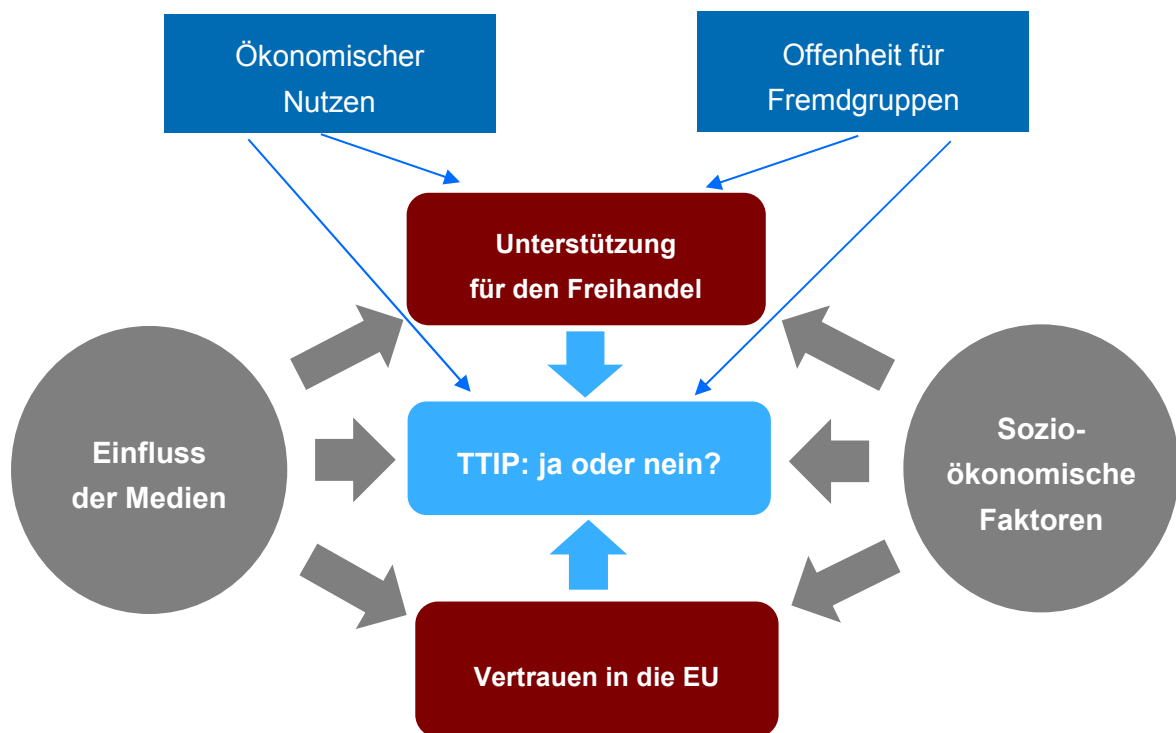 Ökonomischer
Nutzen
Offenheit für
Fremdgruppen
Unterstützung
für den Freihandel
Einfluss
der Medien
TTIP: ja oder nein?
Sozio-
ökonomische
Faktoren
Vertrauen in die EU